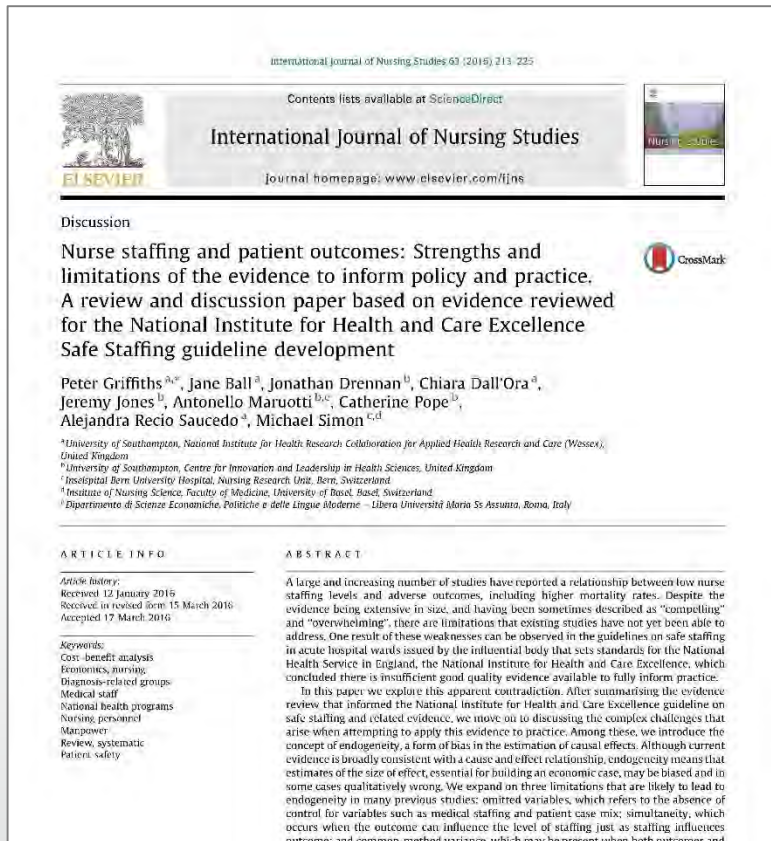 International Journal of Nursing Studies 63 (2016) 213–225
Contents lists available at ScienceDirect
International Journal of Nursing Studies
journal homepage: www.elsevier.com/ijns
ELSEVIER
Nursing Studies
Discussion
CrossMark
Nurse staffing and patient outcomes: Strengths and
limitations of the evidence to inform policy and practice.
A review and discussion paper based on evidence reviewed
for the National Institute for Health and Care Excellence
Safe Staffing guideline development
Peter Griffiths a,*, Jane Ball a, Jonathan Drennan b, Chiara Dall'Ora a,
Jeremy Jones b, Antonello Maruotti b,e, Catherine Pope b,
Alejandra Recio Saucedo a, Michael Simon c,d
a University of Southampton, National Institute for Health Research Collaboration for Applied Health Research and Care (Wessex),
United Kingdom
b University of Southampton, Centre for Innovation and Leadership in Health Sciences, United Kingdom
c Inselspital Bern University Hospital, Nursing Research Unit, Bern, Switzerland
d Institute of Nursing Science, Faculty of Medicine, University of Basel, Basel, Switzerland
e Dipartimento di Scienze Economiche, Politiche e delle Lingue Moderne – Libera Università Maria Ss Assunta, Roma, Italy
ARTICLE INFO
Article history:
Received 12 January 2016
Received in revised form 15 March 2016
Accepted 17 March 2016
Keywords:
Cost–benefit analysis
Economics, nursing
Diagnosis-related groups
Medical staff
National health programs
Nursing personnel
Manpower
Review, systematic
Patient safety
ABSTRACT
A large and increasing number of studies have reported a relationship between low nurse
staffing levels and adverse outcomes, including higher mortality rates. Despite the
evidence being extensive in size, and having been sometimes described as "compelling"
and "overwhelming", there are limitations that existing studies have not yet been able to
address. One result of these weaknesses can be observed in the guidelines on safe staffing
in acute hospital wards issued by the influential body that sets standards for the National
Health Service in England, the National Institute for Health and Care Excellence, which
concluded there is insufficient good quality evidence available to fully inform practice.
In this paper we explore this apparent contradiction. After summarising the evidence
review that informed the National Institute for Health and Care Excellence guideline on
safe staffing and related evidence, we move on to discussing the complex challenges that
arise when attempting to apply this evidence to practice. Among these, we introduce the
concept of endogeneity, a form of bias in the estimation of causal effects. Although current
evidence is broadly consistent with a cause and effect relationship, endogeneity means that
estimates of the size of effect, essential for building an economic case, may be biased and in
some cases qualitatively wrong. We expand on three limitations that are likely to lead to
endogeneity in many previous studies: omitted variables, which refers to the absence of
control for variables such as medical staffing and patient case mix; simultaneity, which
occurs when the outcome can influence the level of staffing just as staffing influences
outcome; and common-method variance, which may be present when both outcomes and